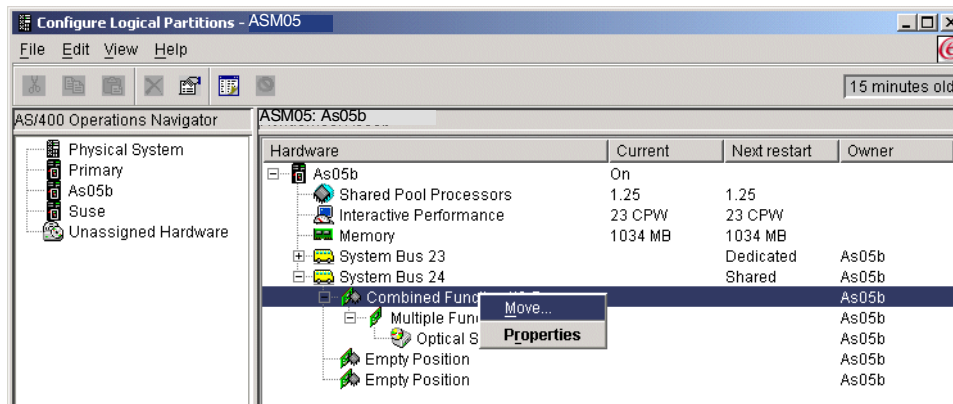 Configure Logical Partitions - ASM05
File Edit View Help
15 minutes old
AS/400 Operations Navigator
ASM05: As05b
Physical System
Primary
As05b
Suse
Unassigned Hardware
Hardware Current Next restart Owner
As05b On
Shared Pool Processors 1.25 1.25
Interactive Performance 23 CPW 23 CPW
Memory 1034 MB 1034 MB
System Bus 23 Dedicated As05b
System Bus 24 Shared As05b
Combined As05b
Move...
Multiple As05b
Properties
Optical As05b
Empty Position As05b
Empty Position As05b